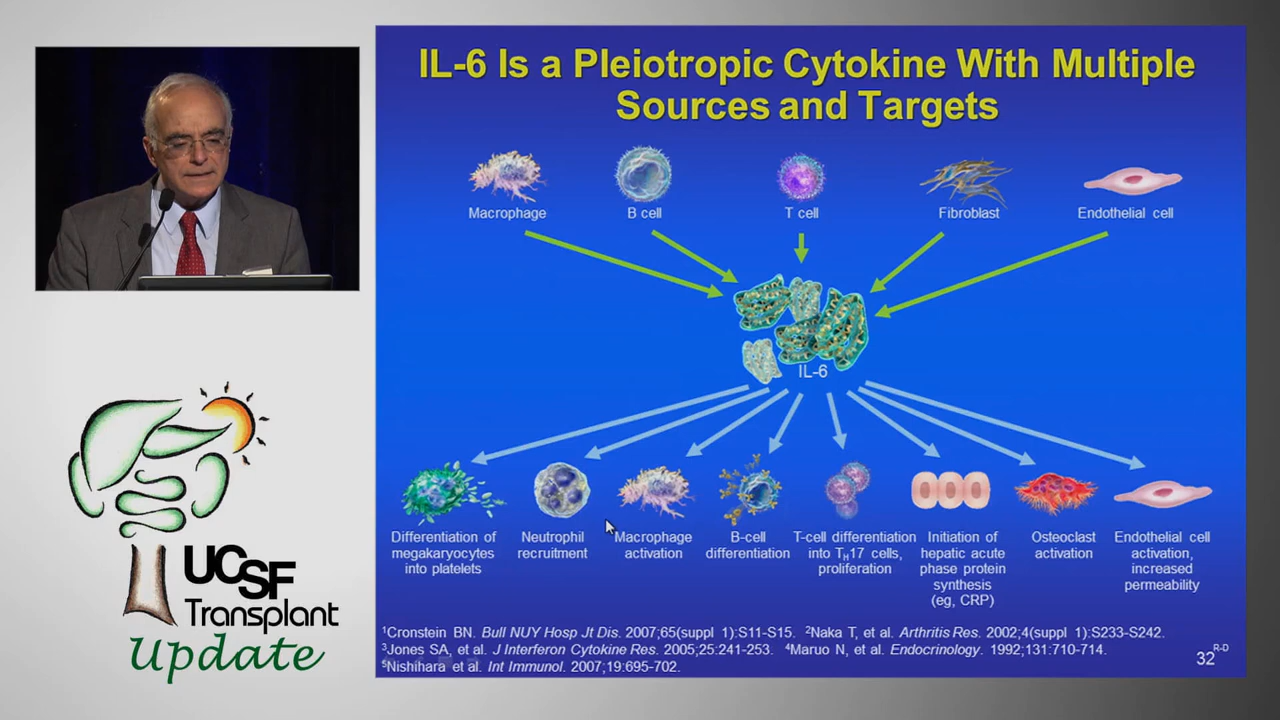 IL-6 Is a Pleiotropic Cytokine With Multiple
Sources and Targets
Macrophage
B cell
T cell
Fibroblast
Endothelial cell
IL-6
Differentiation of
megakaryocytes
into platelets
Neutrophil
recruitment
Macrophage
activation
B-cell
differentiation
T-cell differentiation
into TH17 cells,
proliferation
Initiation of
hepatic acute
phase protein
synthesis
(eg, CRP)
Osteoclast
activation
Endothelial cell
activation,
increased
permeability
1Cronstein BN. Bull NUY Hosp Jt Dis. 2007;65(suppl 1):S11-S15. 2Naka T, et al. Arthritis Res. 2002;4(suppl 1):S233-S242.
3Jones SA, et al. J Interferon Cytokine Res. 2005;25:241-253. 4Maruo N, et al. Endocrinology. 1992;131:710-714.
5Nishihara et al. Int Immunol. 2007;19:695-702.
32R-D
UCSF
Transplant
Update